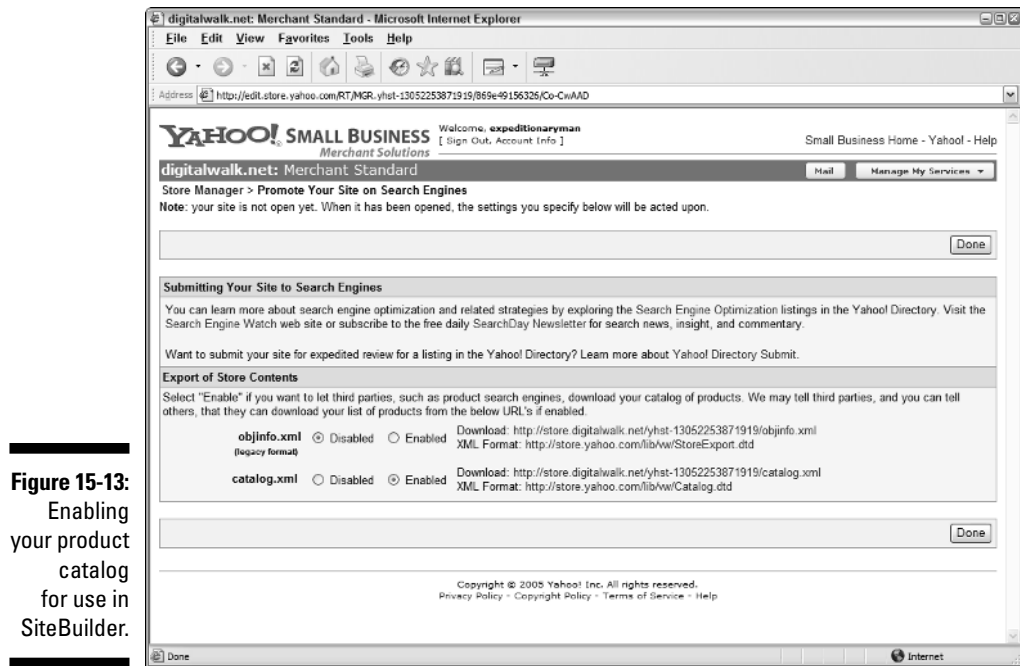 digitalwalk.net: Merchant Standard - Microsoft Internet Explorer
File Edit View Favorites Tools Help
Address http://edit.store.yahoo.com/RT/MGR.yhst-13052253871919/869e49156326/Co-CwAAD
YAHOO! SMALL BUSINESS
Merchant Solutions
Welcome, expeditionaryman
[ Sign Out, Account Info ]
Small Business Home - Yahoo! - Help
digitalwalk.net: Merchant Standard
Mail
Manage My Services
Store Manager > Promote Your Site on Search Engines
Note: your site is not open yet. When it has been opened, the settings you specify below will be acted upon.
Done
Submitting Your Site to Search Engines
You can learn more about search engine optimization and related strategies by exploring the Search Engine Optimization listings in the Yahoo! Directory. Visit the
Search Engine Watch web site or subscribe to the free daily SearchDay Newsletter for search news, insight, and commentary.
Want to submit your site for expedited review for a listing in the Yahoo! Directory? Learn more about Yahoo! Directory Submit.
Export of Store Contents
Select "Enable" if you want to let third parties, such as product search engines, download your catalog of products. We may tell third parties, and you can tell
others, that they can download your list of products from the below URL's if enabled.
objinfo.xml Disabled Enabled Download: http://store.digitalwalk.net/yhst-13052253871919/objinfo.xml
(legacy format) XML Format: http://store.yahoo.com/lib/vw/StoreExport.dtd
catalog.xml Disabled Enabled Download: http://store.digitalwalk.net/yhst-13052253871919/catalog.xml
XML Format: http://store.yahoo.com/lib/vw/Catalog.dtd
Done
Copyright © 2005 Yahoo! Inc. All rights reserved.
Privacy Policy - Copyright Policy - Terms of Service - Help
Done
Internet
Figure 15-13:
Enabling
your product
catalog
for use in
SiteBuilder.